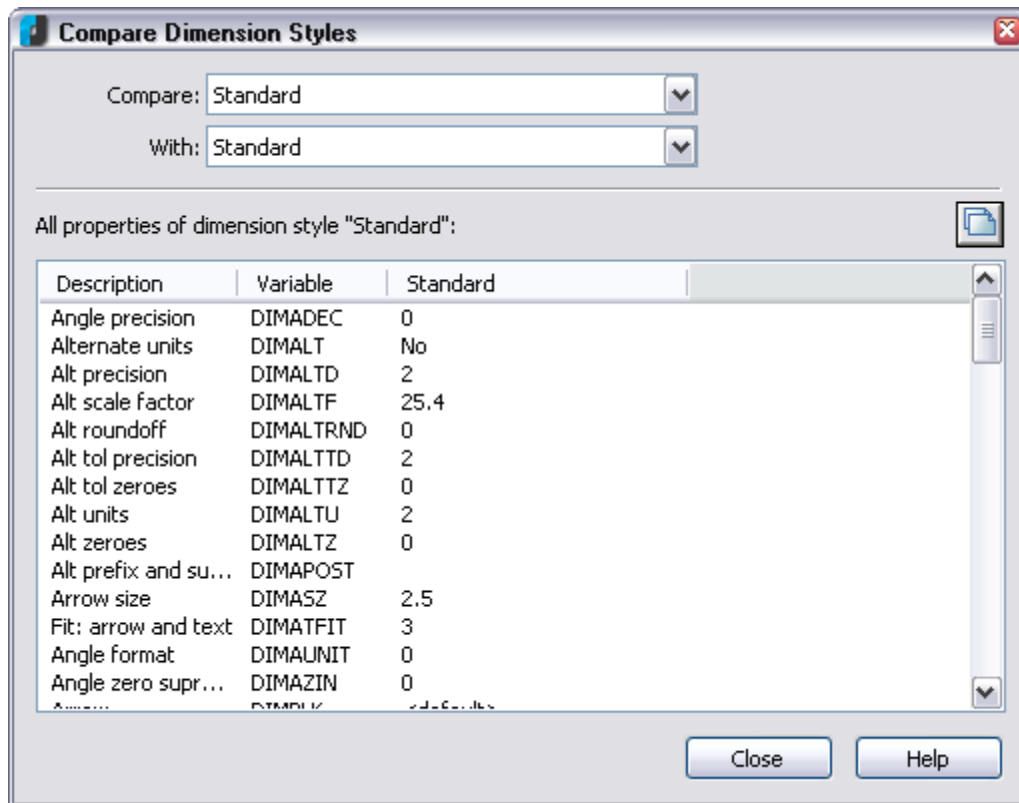 Compare Dimension Styles
Compare: Standard
With: Standard
All properties of dimension style "Standard":
Description Variable Standard
Angle precision DIMADEC 0
Alternate units DIMALT No
Alt precision DIMALTD 2
Alt scale factor DIMALTF 25.4
Alt roundoff DIMALTRND 0
Alt tol precision DIMALTTD 2
Alt tol zeroes DIMALTTZ 0
Alt units DIMALTU 2
Alt zeroes DIMALTZ 0
Alt prefix and su... DIMAPOST
Arrow size DIMASZ 2.5
Fit: arrow and text DIMATFIT 3
Angle format DIMAUNIT 0
Angle zero supr... DIMAZIN 0
Arrow DIMBLK <default>
Close Help